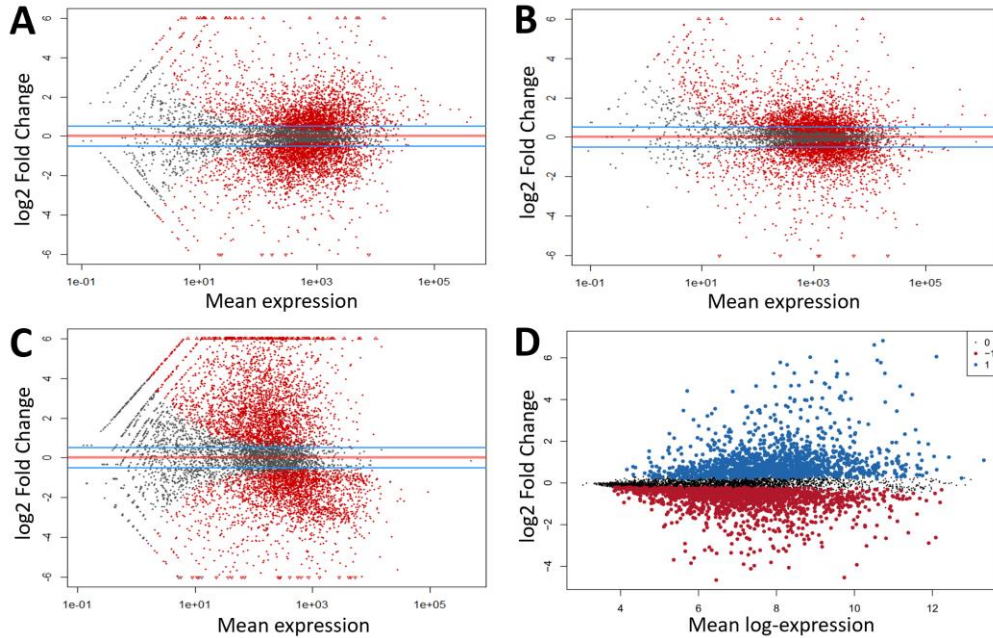 A
log2 Fold Change
6
4
2
0
-2
-4
-6
1e-01
1e+01
1e+03
1e+05
Mean expression
B
log2 Fold Change
6
4
2
0
-2
-4
-6
1e-01
1e+01
1e+03
1e+05
Mean expression
C
log2 Fold Change
6
4
2
0
-2
-4
-6
1e-01
1e+01
1e+03
1e+05
Mean expression
D
log2 Fold Change
6
4
2
0
-2
-4
0
-1
1
4
6
8
10
12
Mean log-expression